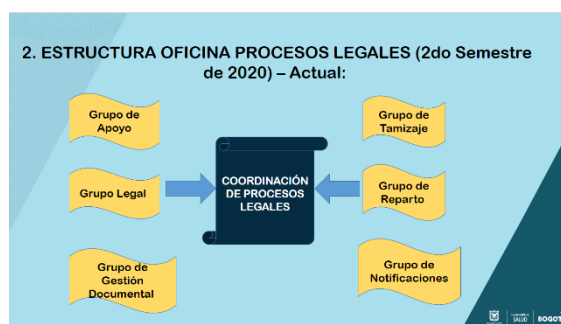 2. ESTRUCTURA OFICINA PROCESOS LEGALES (2do Semestre
de 2020) – Actual:
Grupo de
Apoyo
Grupo Legal
Grupo de
Gestión
Documental
COORDINACIÓN
DE PROCESOS
LEGALES
Grupo de
Tamizaje
Grupo de
Reparto
Grupo de
Notificaciones
SALUD
BOGOT